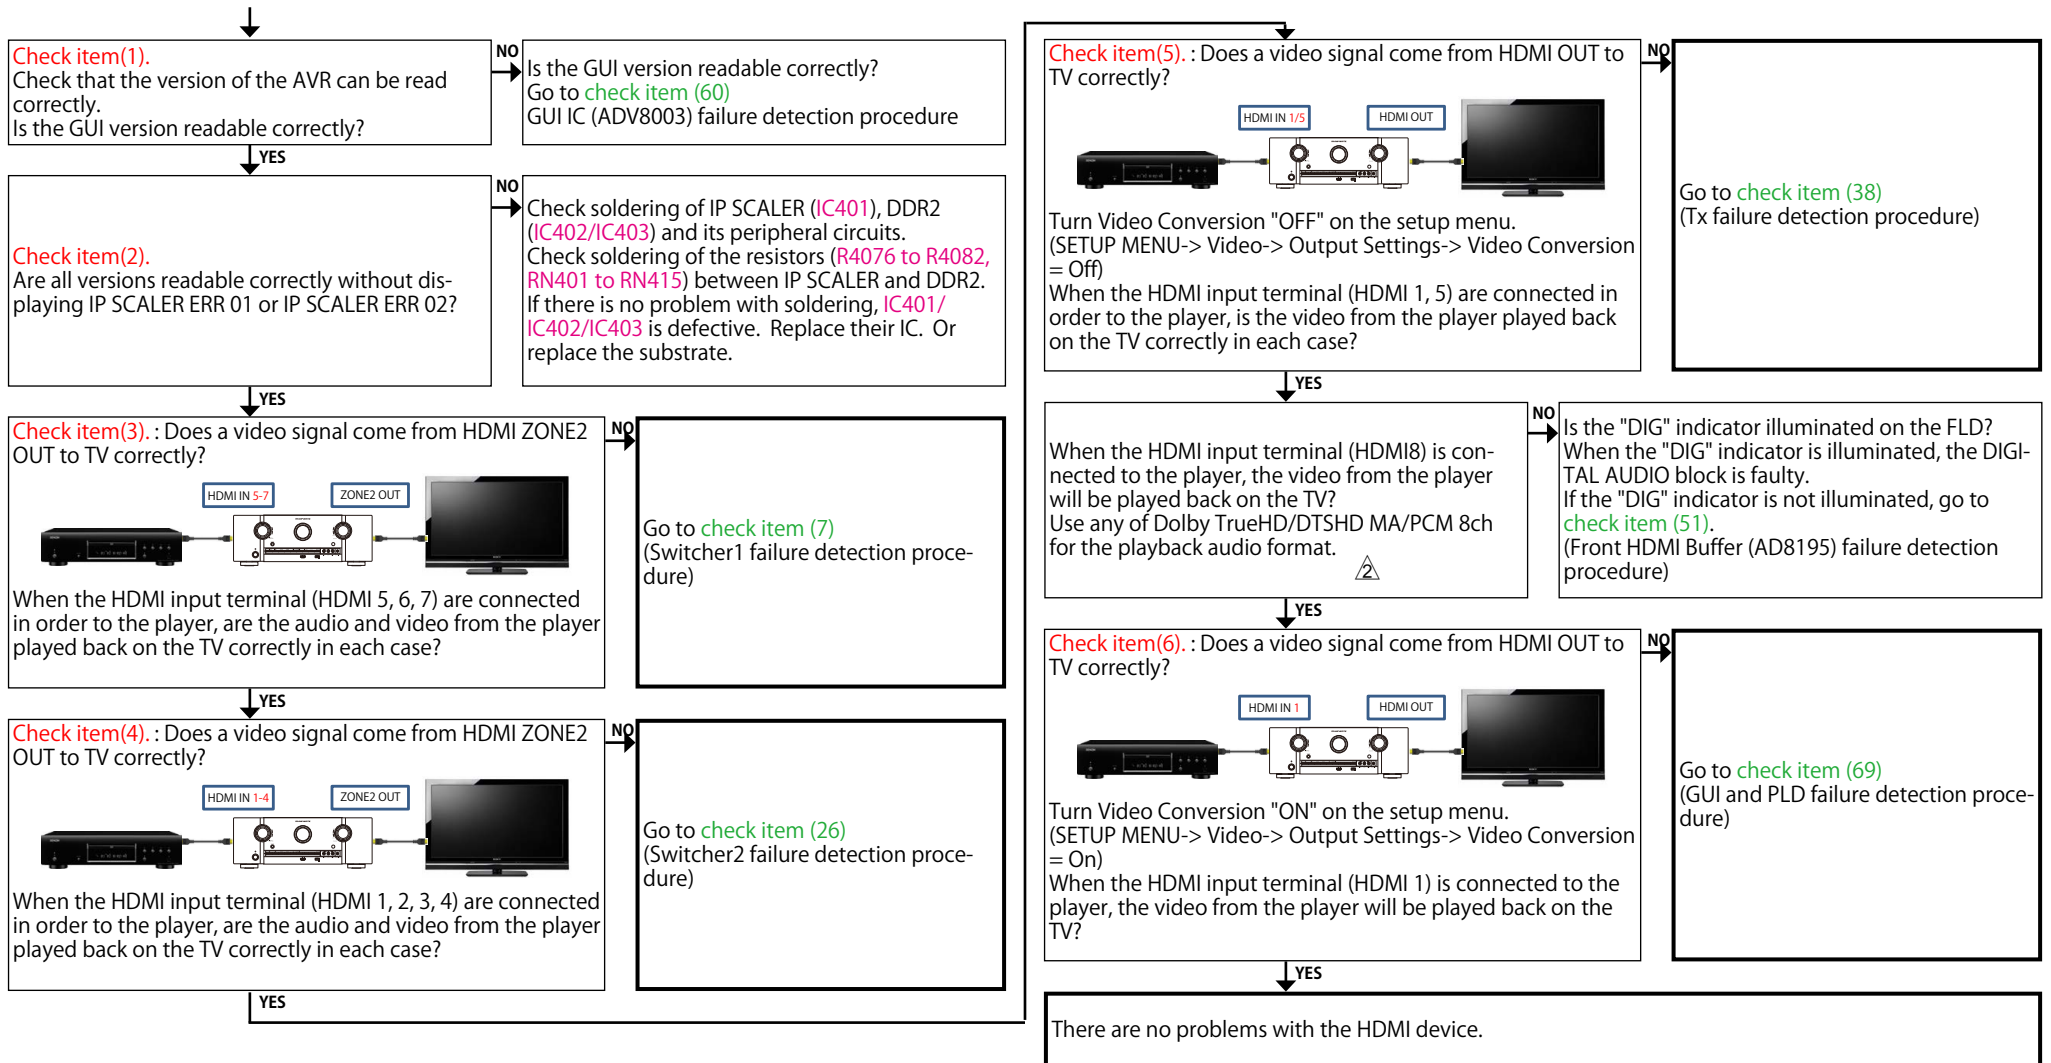 Check item(1).
Check that the version of the AVR can be read
correctly.
Is the GUI version readable correctly?
NO
Is the GUI version readable correctly?
Go to check item (60)
GUI IC (ADV8003) failure detection procedure
YES
Check item(2).
Are all versions readable correctly without dis-
playing IP SCALER ERR 01 or IP SCALER ERR 02?
NO
Check soldering of IP SCALER (IC401), DDR2
(IC402/IC403) and its peripheral circuits.
Check soldering of the resistors (R4076 to R4082,
RN401 to RN415) between IP SCALER and DDR2.
If there is no problem with soldering, IC401/
IC402/IC403 is defective. Replace their IC. Or
replace the substrate.
YES
Check item(3). : Does a video signal come from HDMI ZONE2
OUT to TV correctly?
HDMI IN 5-7
ZONE2 OUT
When the HDMI input terminal (HDMI 5, 6, 7) are connected
in order to the player, are the audio and video from the player
played back on the TV correctly in each case?
NO
Go to check item (7)
(Switcher1 failure detection proce-
dure)
YES
Check item(4). : Does a video signal come from HDMI ZONE2
OUT to TV correctly?
HDMI IN 1-4
ZONE2 OUT
When the HDMI input terminal (HDMI 1, 2, 3, 4) are connected
in order to the player, are the audio and video from the player
played back on the TV correctly in each case?
NO
Go to check item (26)
(Switcher2 failure detection proce-
dure)
YES
Check item(5). : Does a video signal come from HDMI OUT to
TV correctly?
HDMI IN 1/5
HDMI OUT
Turn Video Conversion "OFF" on the setup menu.
(SETUP MENU-> Video-> Output Settings-> Video Conversion
= Off)
When the HDMI input terminal (HDMI 1, 5) are connected in
order to the player, is the video from the player played back
on the TV correctly in each case?
NO
Go to check item (38)
(Tx failure detection procedure)
YES
When the HDMI input terminal (HDMI8) is con-
nected to the player, the video from the player
will be played back on the TV?
Use any of Dolby TrueHD/DTSHD MA/PCM 8ch
for the playback audio format.
2
NO
Is the "DIG" indicator illuminated on the FLD?
When the "DIG" indicator is illuminated, the DIGI-
TAL AUDIO block is faulty.
If the "DIG" indicator is not illuminated, go to
check item (51).
(Front HDMI Buffer (AD8195) failure detection
procedure)
YES
Check item(6). : Does a video signal come from HDMI OUT to
TV correctly?
HDMI IN 1
HDMI OUT
Turn Video Conversion "ON" on the setup menu.
(SETUP MENU-> Video-> Output Settings-> Video Conversion
= On)
When the HDMI input terminal (HDMI 1) is connected to the
player, the video from the player will be played back on the
TV?
NO
Go to check item (69)
(GUI and PLD failure detection proce-
dure)
YES
There are no problems with the HDMI device.